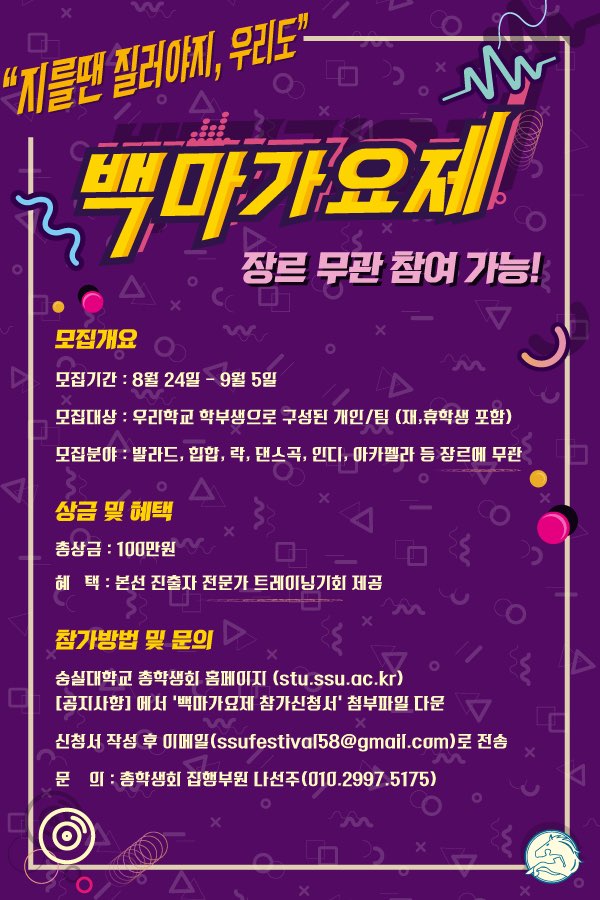 “지를땐 질러야지, 우리도”
백마가요제
장르 무관 참여 가능!
모집개요
모집기간 : 8월 24일 - 9월 5일
모집대상 : 우리학교 학부생으로 구성된 개인/팀 (재,휴학생 포함)
모집분야 : 발라드, 힙합, 락, 댄스곡, 인디, 아카펠라 등 장르에 무관
상금 및 혜택
총상금 : 100만원
혜 택 : 본선 진출자 전문가 트레이닝기회 제공
참가방법 및 문의
숭실대학교 총학생회 홈페이지 (stu.ssu.ac.kr)
[공지사항] 에서 '백마가요제 참가신청서' 첨부파일 다운
신청서 작성 후 이메일(ssufestival58@gmail.com)로 전송
문 의 : 총학생회 집행부원 나선주(010.2997.5175)